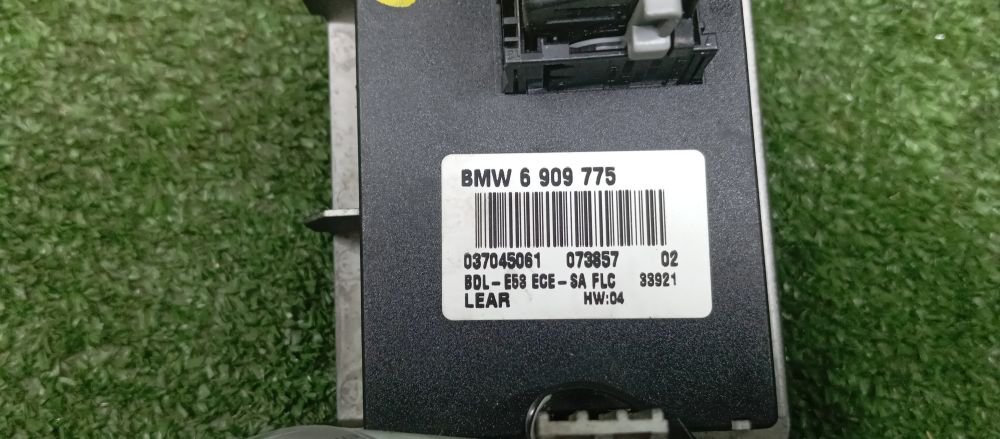 BMW 6 909 775
037045061 073857 02
BDL-E53 ECE-SA FLC 33921
LEAR HW:04